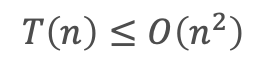 T(n) ≤ O(n²)